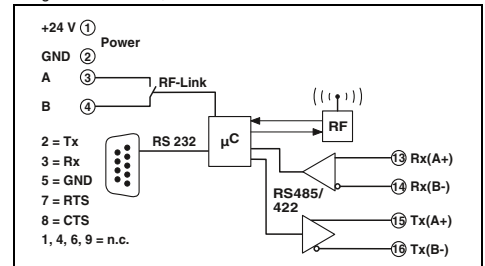 +24 V 1
Power
GND 2
A 3
RF-Link
B 4
RF
µC
2 = Tx
RS 232
3 = Rx
5 = GND
7 = RTS
8 = CTS
1, 4, 6, 9 = n.c.
13 Rx(A+)
14 Rx(B-)
RS485/
422
15 Tx(A+)
16 Tx(B-)